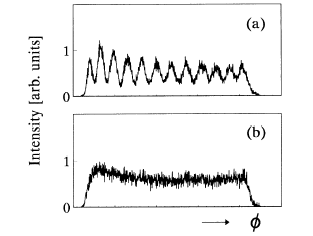 (a)
1
0
Intensity [arb. units]
(b)
1
0
→ ϕ